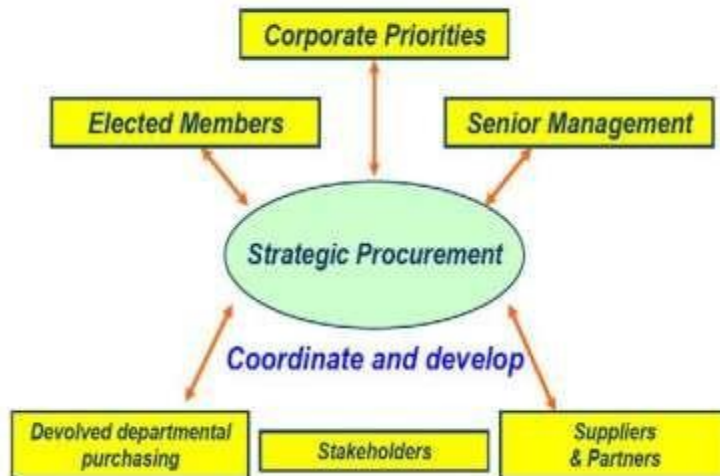 Corporate Priorities
Elected Members
Senior Management
Strategic Procurement
Coordinate and develop
Devolved departmental
purchasing
Stakeholders
Suppliers
& Partners